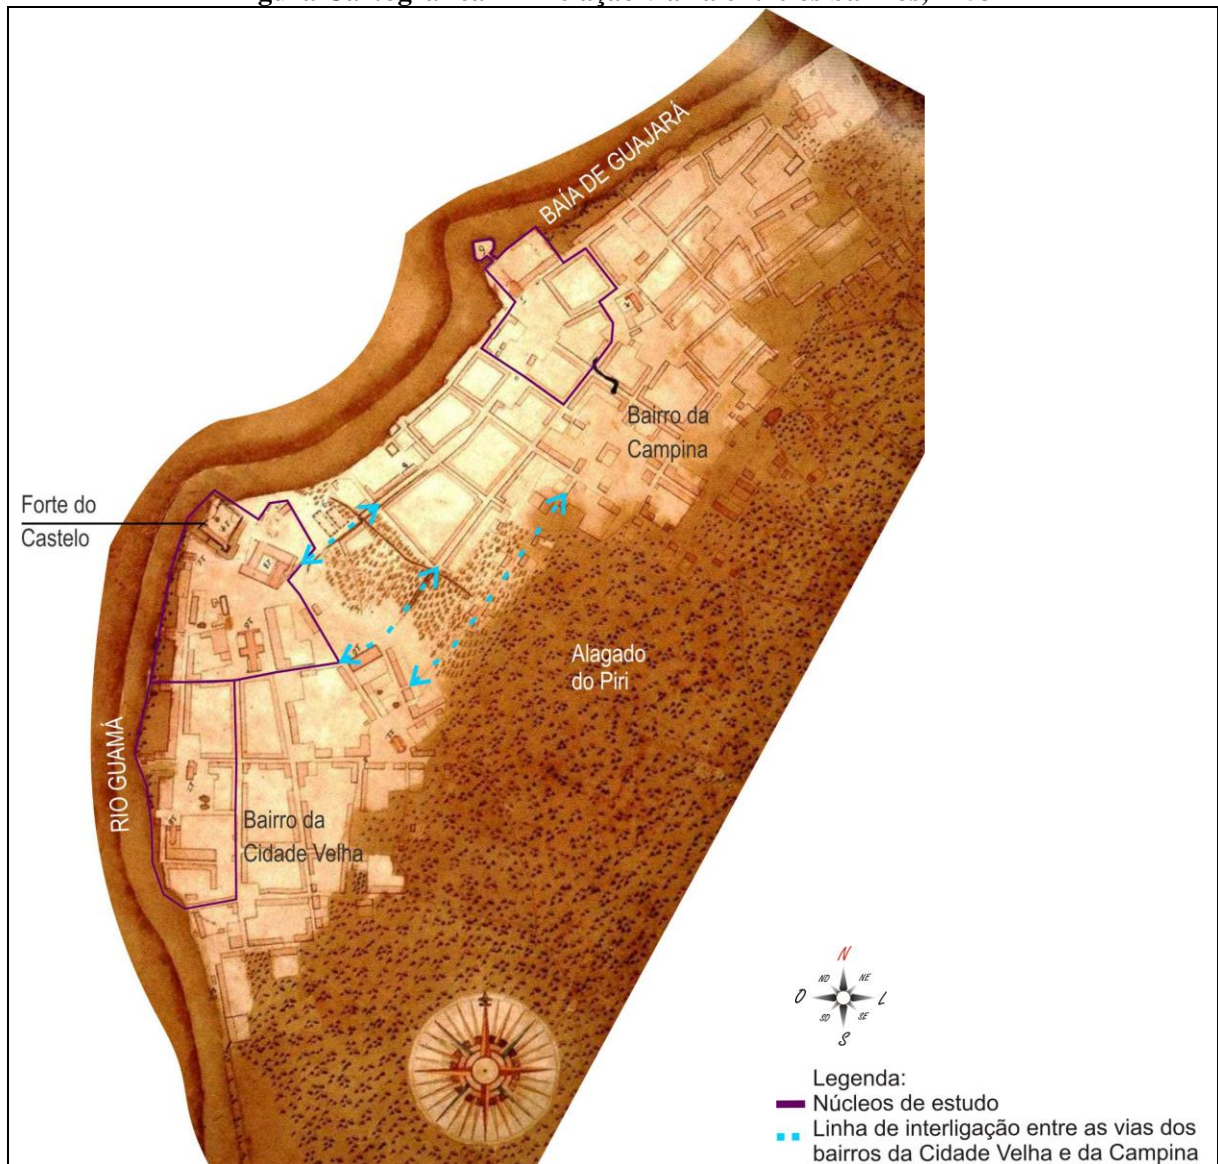 BAÍA DE GUAJARÁ
Bairro da
Campina
Forte do
Castelo
Alagado
do Piri
RIO GUAMÁ
Bairro da
Cidade Velha
N
NO NE
O L
SO SE
S
Legenda:
Núcleos de estudo
Linha de interligação entre as vias dos
bairros da Cidade Velha e da Campina